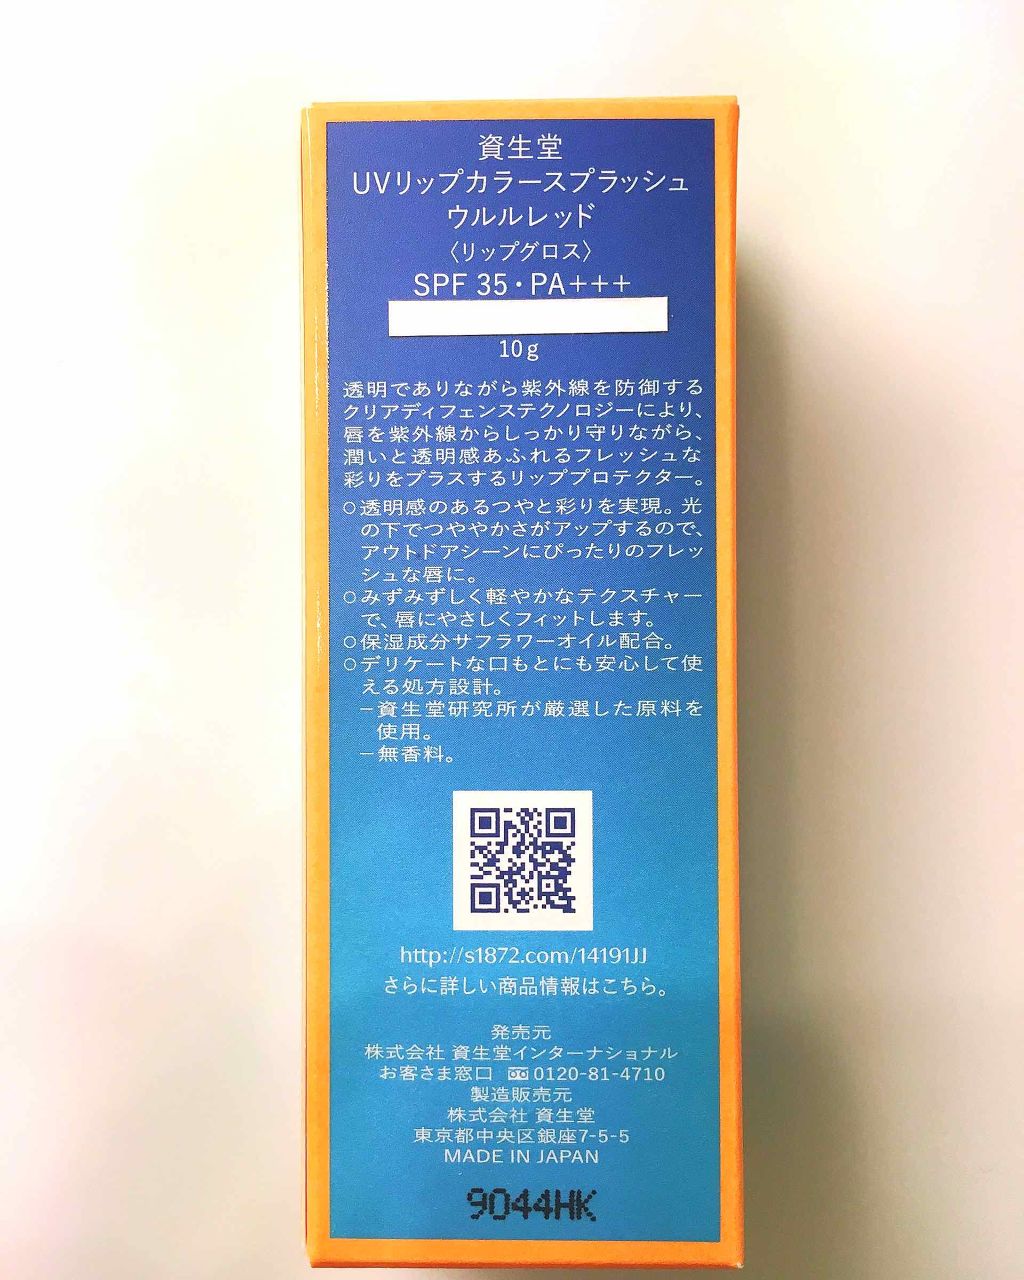 資生堂
UVリップカラースプラッシュ
ウルルレッド
〈リップグロス〉
SPF 35・PA+++
10g
透明でありながら紫外線を防御する
クリアディフェンステクノロジーにより、
唇を紫外線からしっかり守りながら、
潤いと透明感あふれるフレッシュな
彩りをプラスするリッププロテクター。
○透明感のあるつやと彩りを実現。光
の下でつややかさがアップするので、
アウトドアシーンにぴったりのフレッ
シュな唇に。
○みずみずしく軽やかなテクスチャー
で、唇にやさしくフィットします。
○保湿成分サフラワーオイル配合。
○デリケートな口もとにも安心して使
える処方設計。
−資生堂研究所が厳選した原料を
使用。
−無香料。
http://s1872.com/14191JJ
さらに詳しい商品情報はこちら。
発売元
株式会社 資生堂インターナショナル
お客さま窓口 0120-81-4710
製造販売元
株式会社 資生堂
東京都中央区銀座7-5-5
MADE IN JAPAN
9044HK